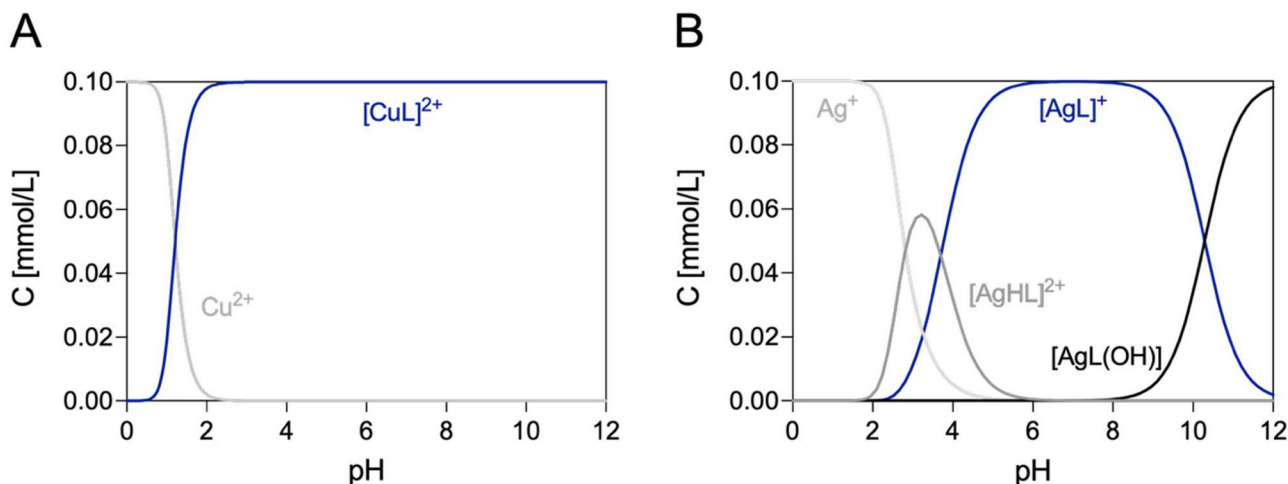 A
C [mmol/L]
0.10
0.08
0.06
0.04
0.02
0.00
[CuL]²⁺
Cu²⁺
0 2 4 6 8 10 12
pH
B
C [mmol/L]
0.10
0.08
0.06
0.04
0.02
0.00
Ag⁺
[AgL]⁺
[AgHL]²⁺
[AgL(OH)]
0 2 4 6 8 10 12
pH